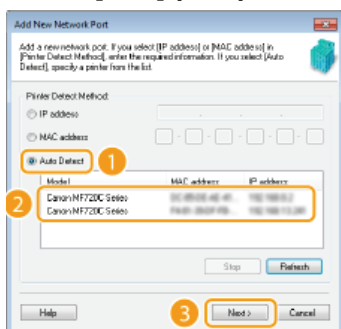 Add New Network Port
Add a new network port. If you select [IP address] or [MAC address] in
[Printer Detect Method], enter the required information. If you select [Auto
Detect], specify a printer from the list.
Printer Detect Method:
IP address
MAC address
Auto Detect
1
Model MAC address IP address
2
Canon MF720C Series
Canon MF720C Series
Stop Refresh
Help 3 Next > Cancel